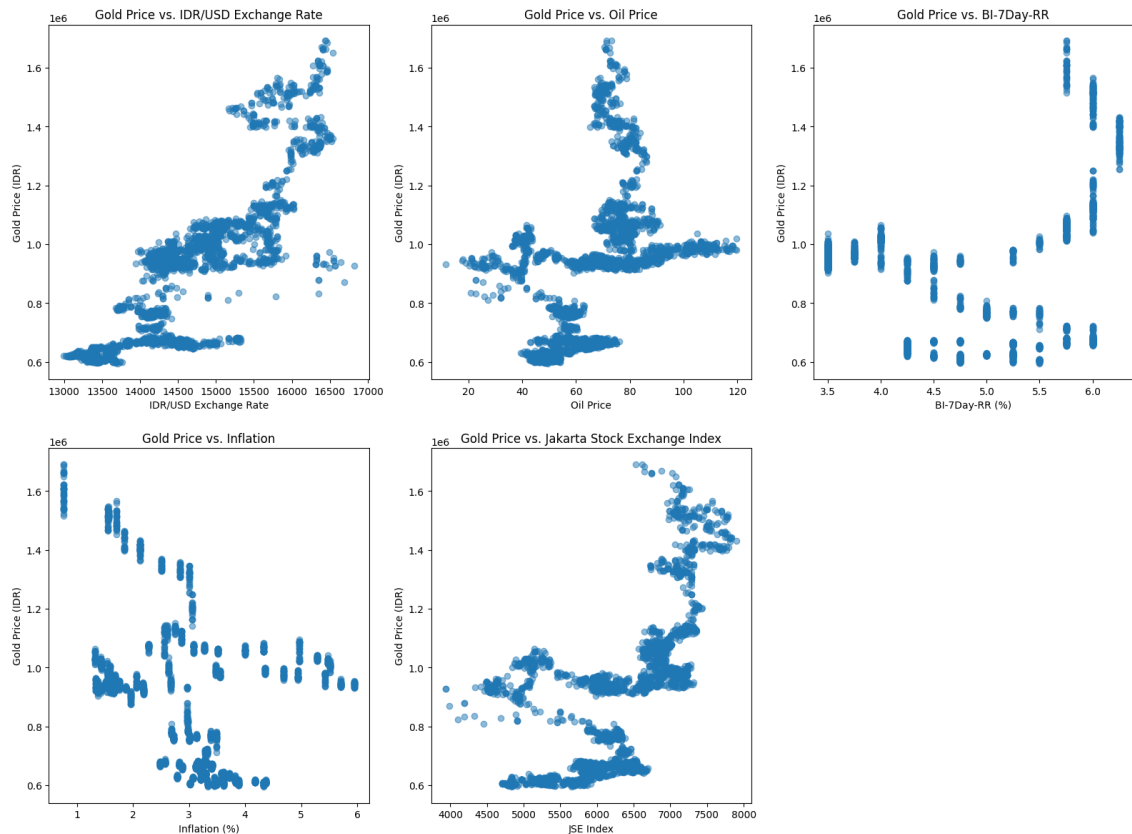 Gold Price vs. IDR/USD Exchange Rate
1e6
1.6
1.4
1.2
1.0
0.8
0.6
Gold Price (IDR)
13000 14000 15000 16000 17000
IDR/USD Exchange Rate
Gold Price vs. Oil Price
1e6
1.6
1.4
1.2
1.0
0.8
0.6
Gold Price (IDR)
20 40 60 80 100 120
Oil Price
Gold Price vs. BI-7Day-RR
1e6
1.6
1.4
1.2
1.0
0.8
0.6
Gold Price (IDR)
3.5 4.0 4.5 5.0 5.5 6.0
BI-7Day-RR (%)
Gold Price vs. Inflation
1e6
1.6
1.4
1.2
1.0
0.8
0.6
Gold Price (IDR)
1 2 3 4 5 6
Inflation (%)
Gold Price vs. Jakarta Stock Exchange Index
1e6
1.6
1.4
1.2
1.0
0.8
0.6
Gold Price (IDR)
4000 4500 5000 5500 6000 6500 7000 7500 8000
JSE Index